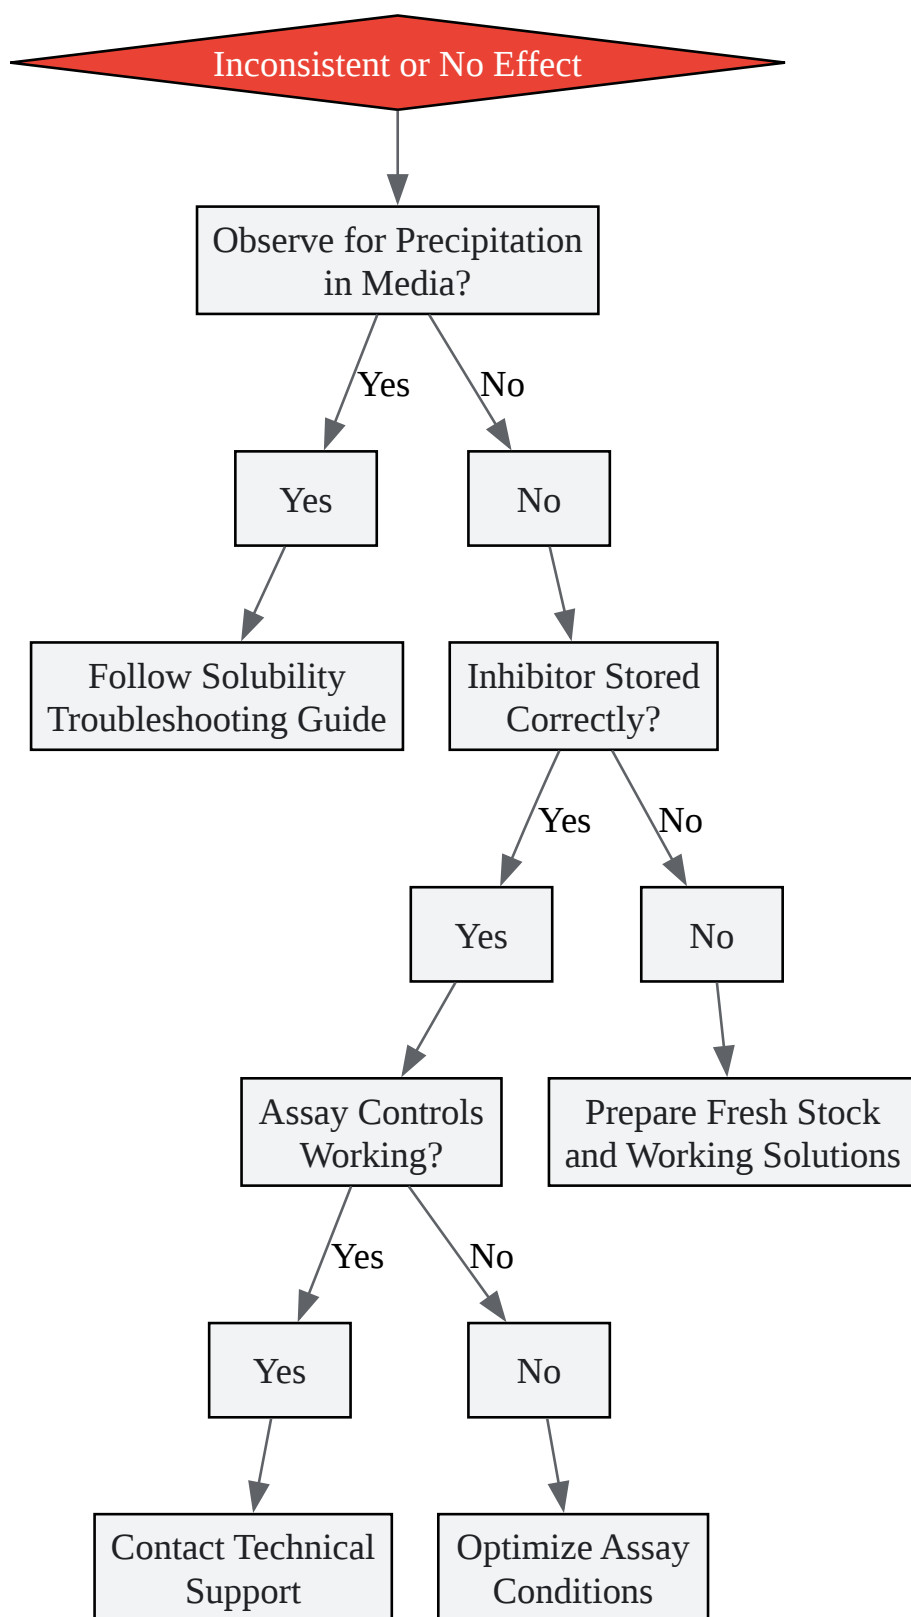 Inconsistent or No Effect
Observe for Precipitation
in Media?
Yes
No
Yes
No
Follow Solubility
Troubleshooting Guide
Inhibitor Stored
Correctly?
Yes
No
Yes
No
Assay Controls
Working?
Prepare Fresh Stock
and Working Solutions
Yes
No
Yes
No
Contact Technical
Support
Optimize Assay
Conditions